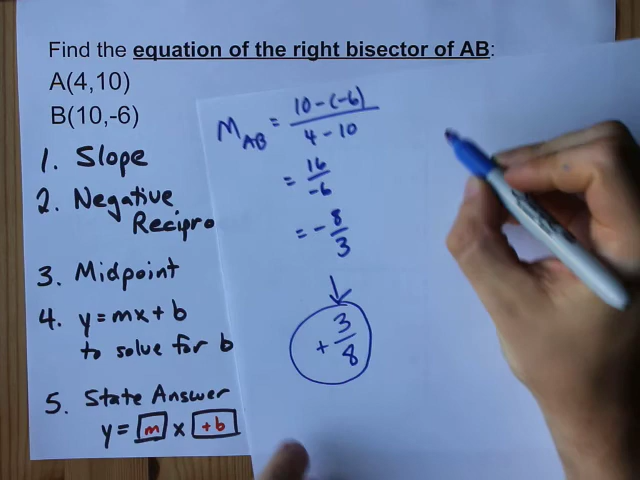 Find the equation of the right bisector of AB:
A(4,10)
B(10,-6)
1. Slope
2. Negative
Recipro
3. Midpoint
4. y=mx+b
to solve for b
5. State Answer
y = m x +b
M_AB = 10-(-6) / 4-10
= 16 / -6
= - 8 / 3
↓
+ 3 / 8